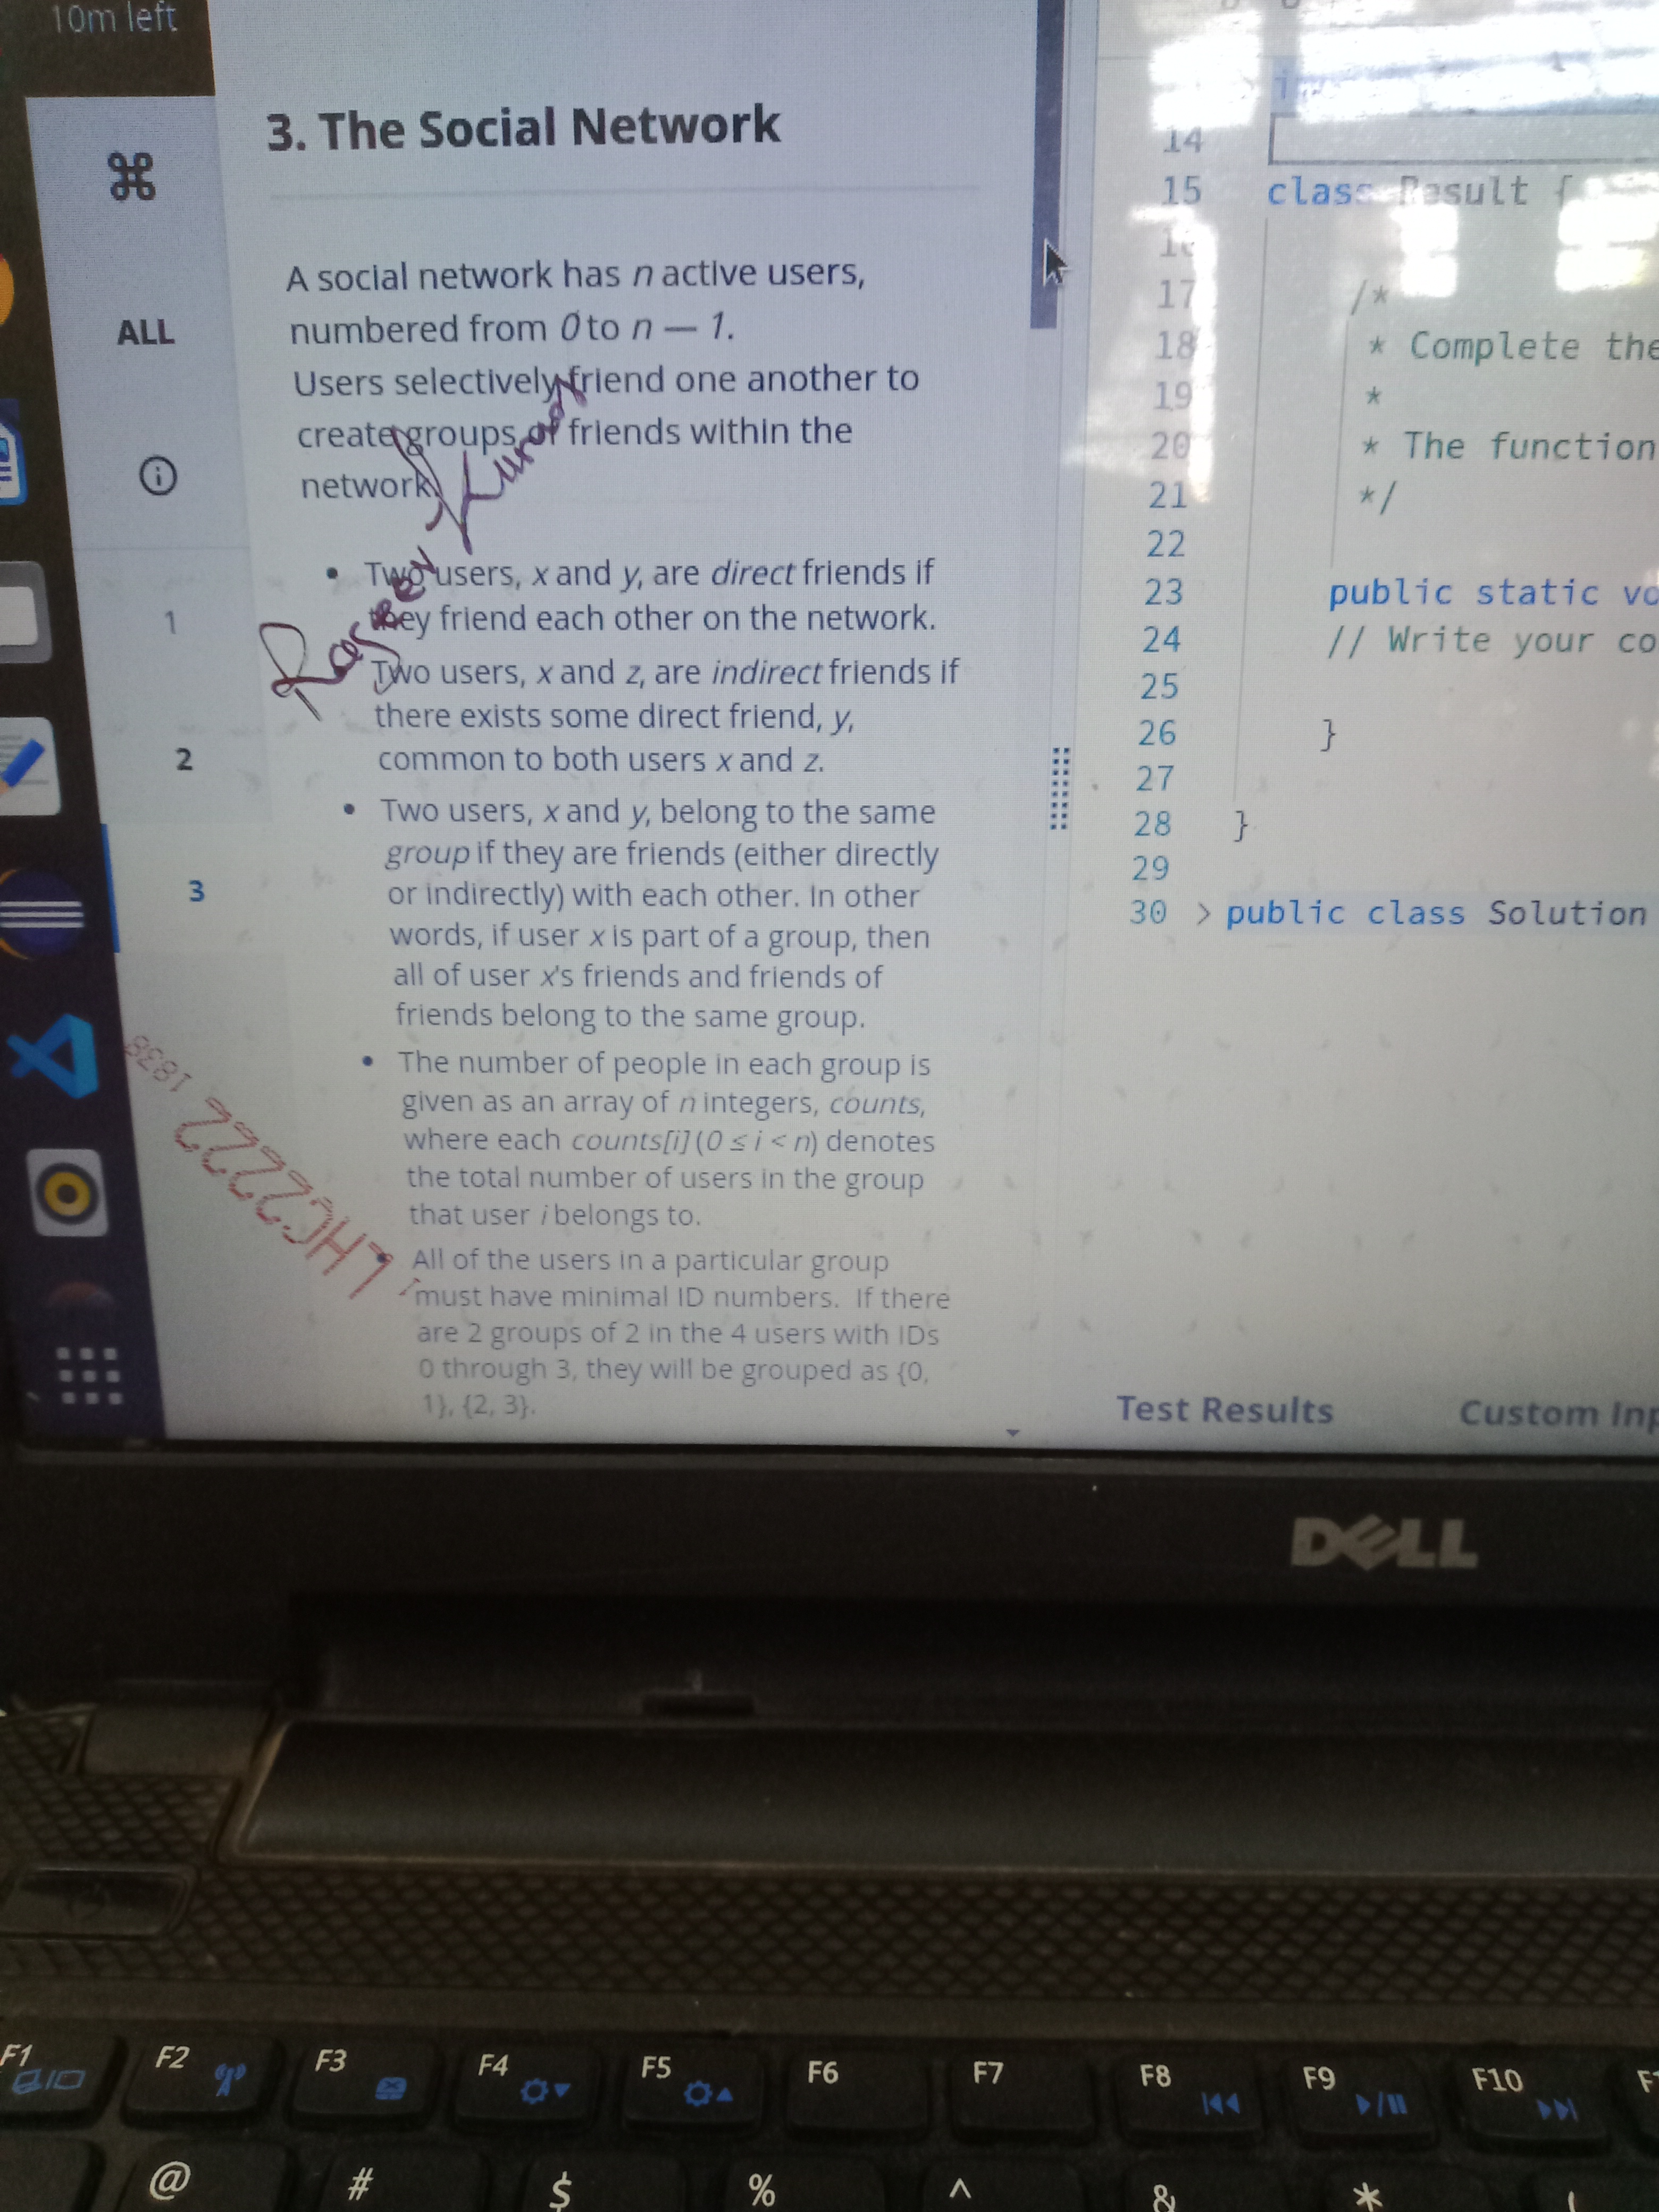 10m left
3. The Social Network
ALL
A social network has n active users,
numbered from 0 to n — 1.
Users selectively friend one another to
create groups of friends within the
network.
• Two users, x and y, are direct friends if
they friend each other on the network.
Two users, x and z, are indirect friends if
there exists some direct friend, y,
common to both users x and z.
• Two users, x and y, belong to the same
group if they are friends (either directly
or indirectly) with each other. In other
words, if user x is part of a group, then
all of user x's friends and friends of
friends belong to the same group.
• The number of people in each group is
given as an array of n integers, counts,
where each counts[i] (0 ≤ i < n) denotes
the total number of users in the group
that user i belongs to.
• All of the users in a particular group
must have minimal ID numbers. If there
are 2 groups of 2 in the 4 users with IDs
0 through 3, they will be grouped as {0,
1}, {2, 3}.
1
2
3
Kumar
1838
14
15 class Result {
16
17 /*
18 * Complete the
19 *
20 * The function
21 */
22
23 public static vo
24 // Write your co
25
26 }
27
28 }
29
30 > public class Solution
Test Results
Custom Inp
DELL
F1
F2
F3
F4
F5
F6
F7
F8
F9
F10
@
#
$
%
^
&
*